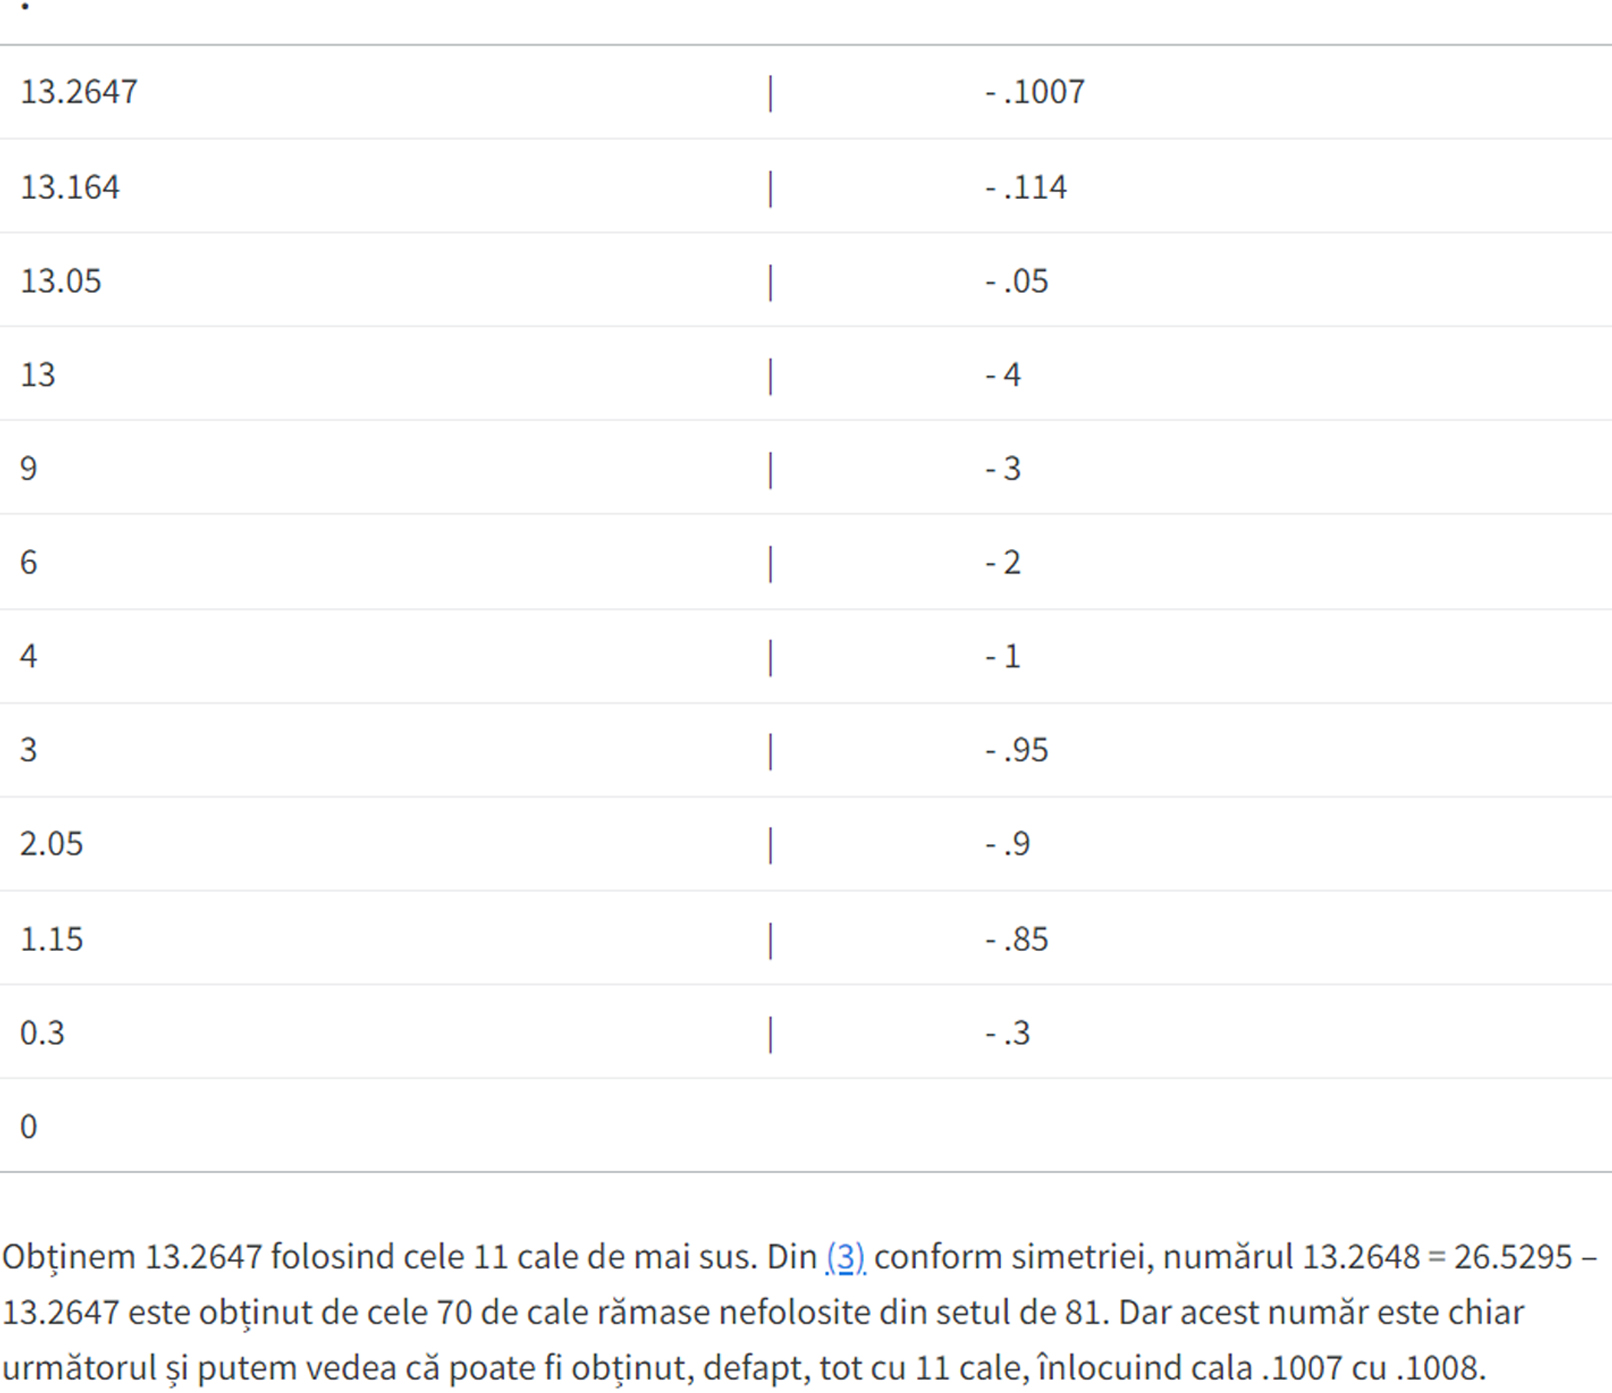 13.2647 | - .1007
13.164 | - .114
13.05 | - .05
13 | - 4
9 | - 3
6 | - 2
4 | - 1
3 | - .95
2.05 | - .9
1.15 | - .85
0.3 | - .3
0
Obținem 13.2647 folosind cele 11 cale de mai sus. Din (3) conform simetriei, numărul 13.2648 = 26.5295 –
13.2647 este obținut de cele 70 de cale rămase nefolosite din setul de 81. Dar acest număr este chiar
următorul și putem vedea că poate fi obținut, defapt, tot cu 11 cale, înlocuind cala .1007 cu .1008.